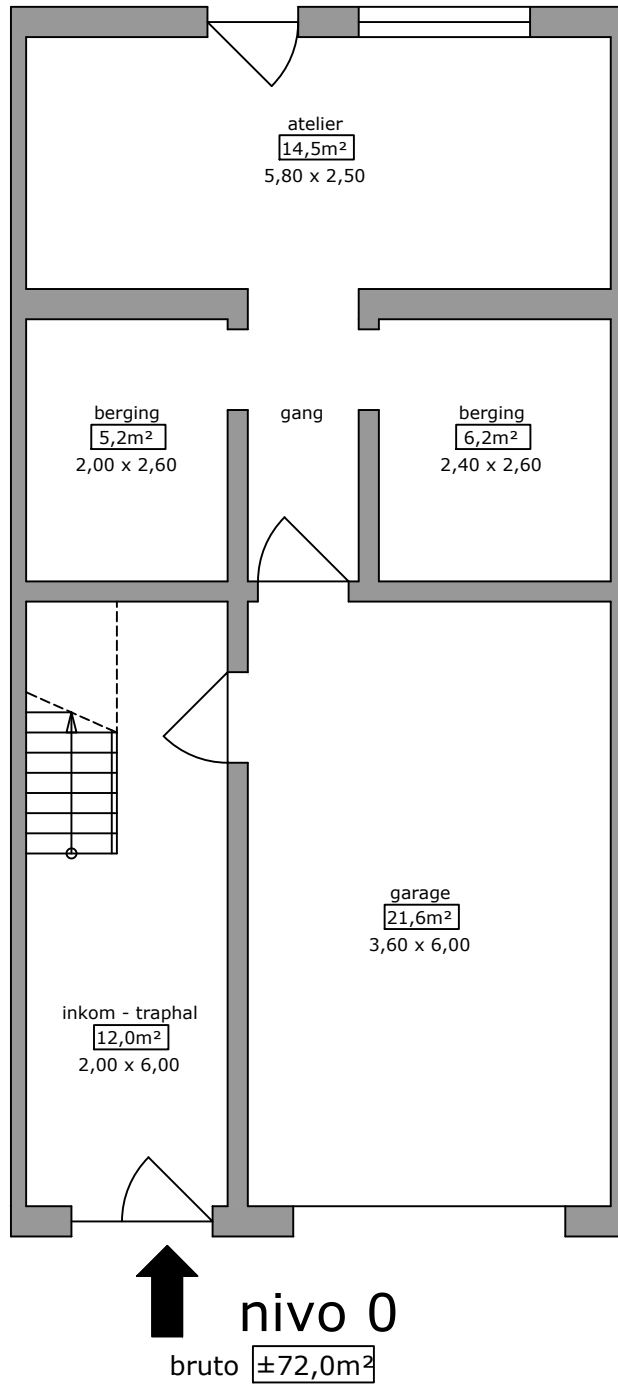 atelier
14,5m²
5,80 x 2,50
berging
5,2m²
2,00 x 2,60
gang
berging
6,2m²
2,40 x 2,60
garage
21,6m²
3,60 x 6,00
inkom - traphal
12,0m²
2,00 x 6,00
nivo 0
bruto ±72,0m²